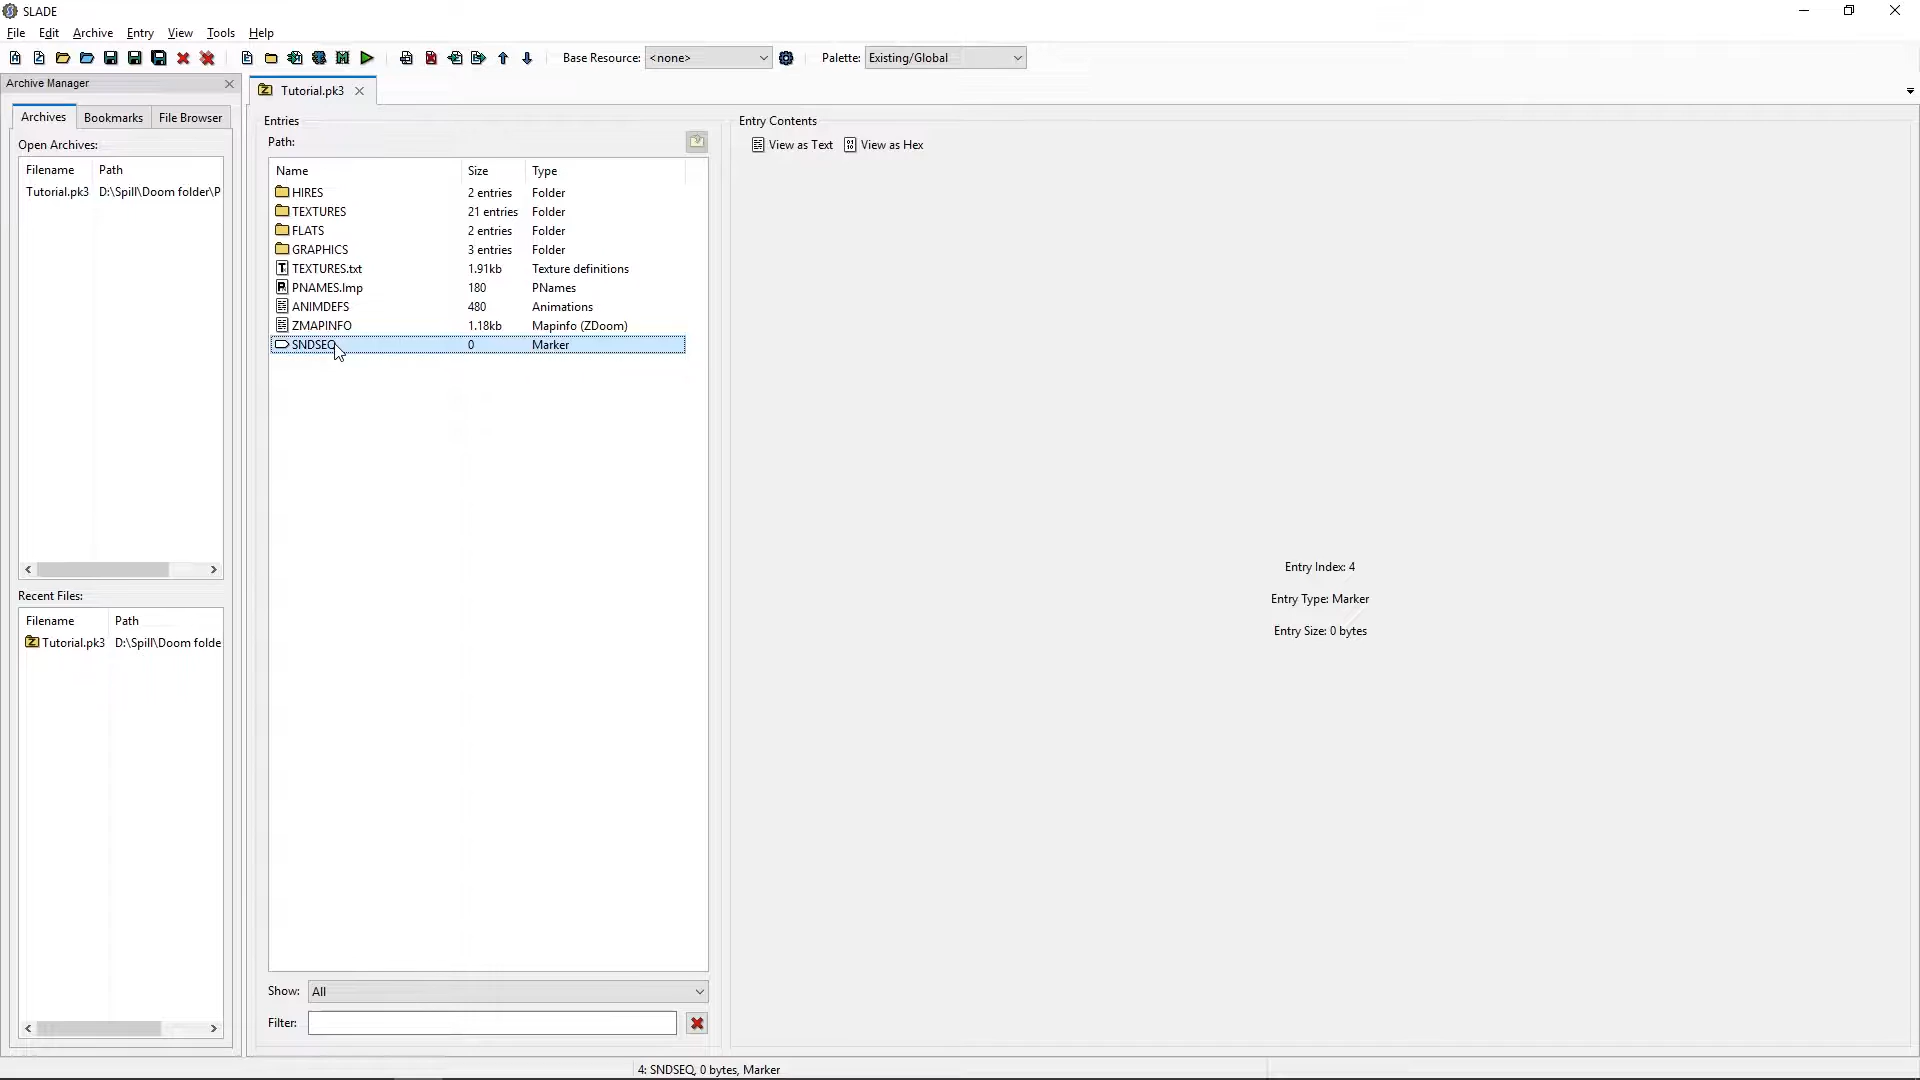 SLADE
File Edit Archive Entry View Tools Help
Base Resource: <none> Palette: Existing/Global
Archive Manager
Tutorial.pk3
Archives Bookmarks File Browser
Open Archives:
Filename Path
Tutorial.pk3 D:\Spill\Doom folder\P
Recent Files:
Filename Path
Tutorial.pk3 D:\Spill\Doom folde
Entries
Path:
Name Size Type
HIRES 2 entries Folder
TEXTURES 21 entries Folder
FLATS 2 entries Folder
GRAPHICS 3 entries Folder
TEXTURES.txt 1.91kb Texture definitions
PNAMES.lmp 180 PNames
ANIMDEFS 480 Animations
ZMAPINFO 1.18kb Mapinfo (ZDoom)
SNDSEQ 0 Marker
Show: All
Filter:
Entry Contents
View as Text View as Hex
Entry Index: 4
Entry Type: Marker
Entry Size: 0 bytes
4: SNDSEQ, 0 bytes, Marker